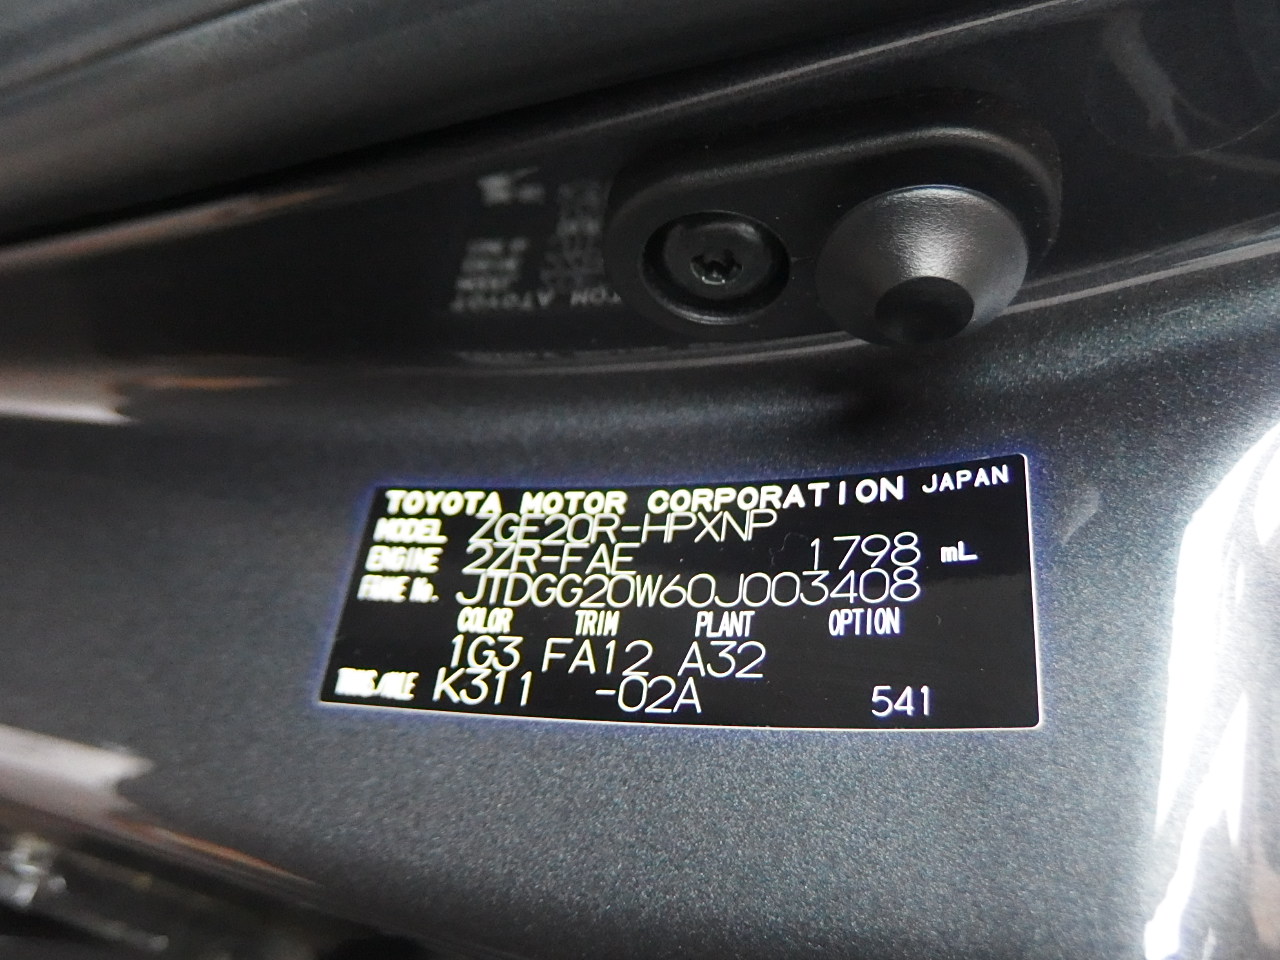 TOYOTA MOTOR CORPORATION JAPAN
MODEL ZGE20R-HPXNP
ENGINE 2ZR-FAE 1798 mL
FRAME No. JTDGG20W60J003408
COLOR TRIM PLANT OPTION
1G3 FA12 A32
TRANS/AXLE K311 -02A 541